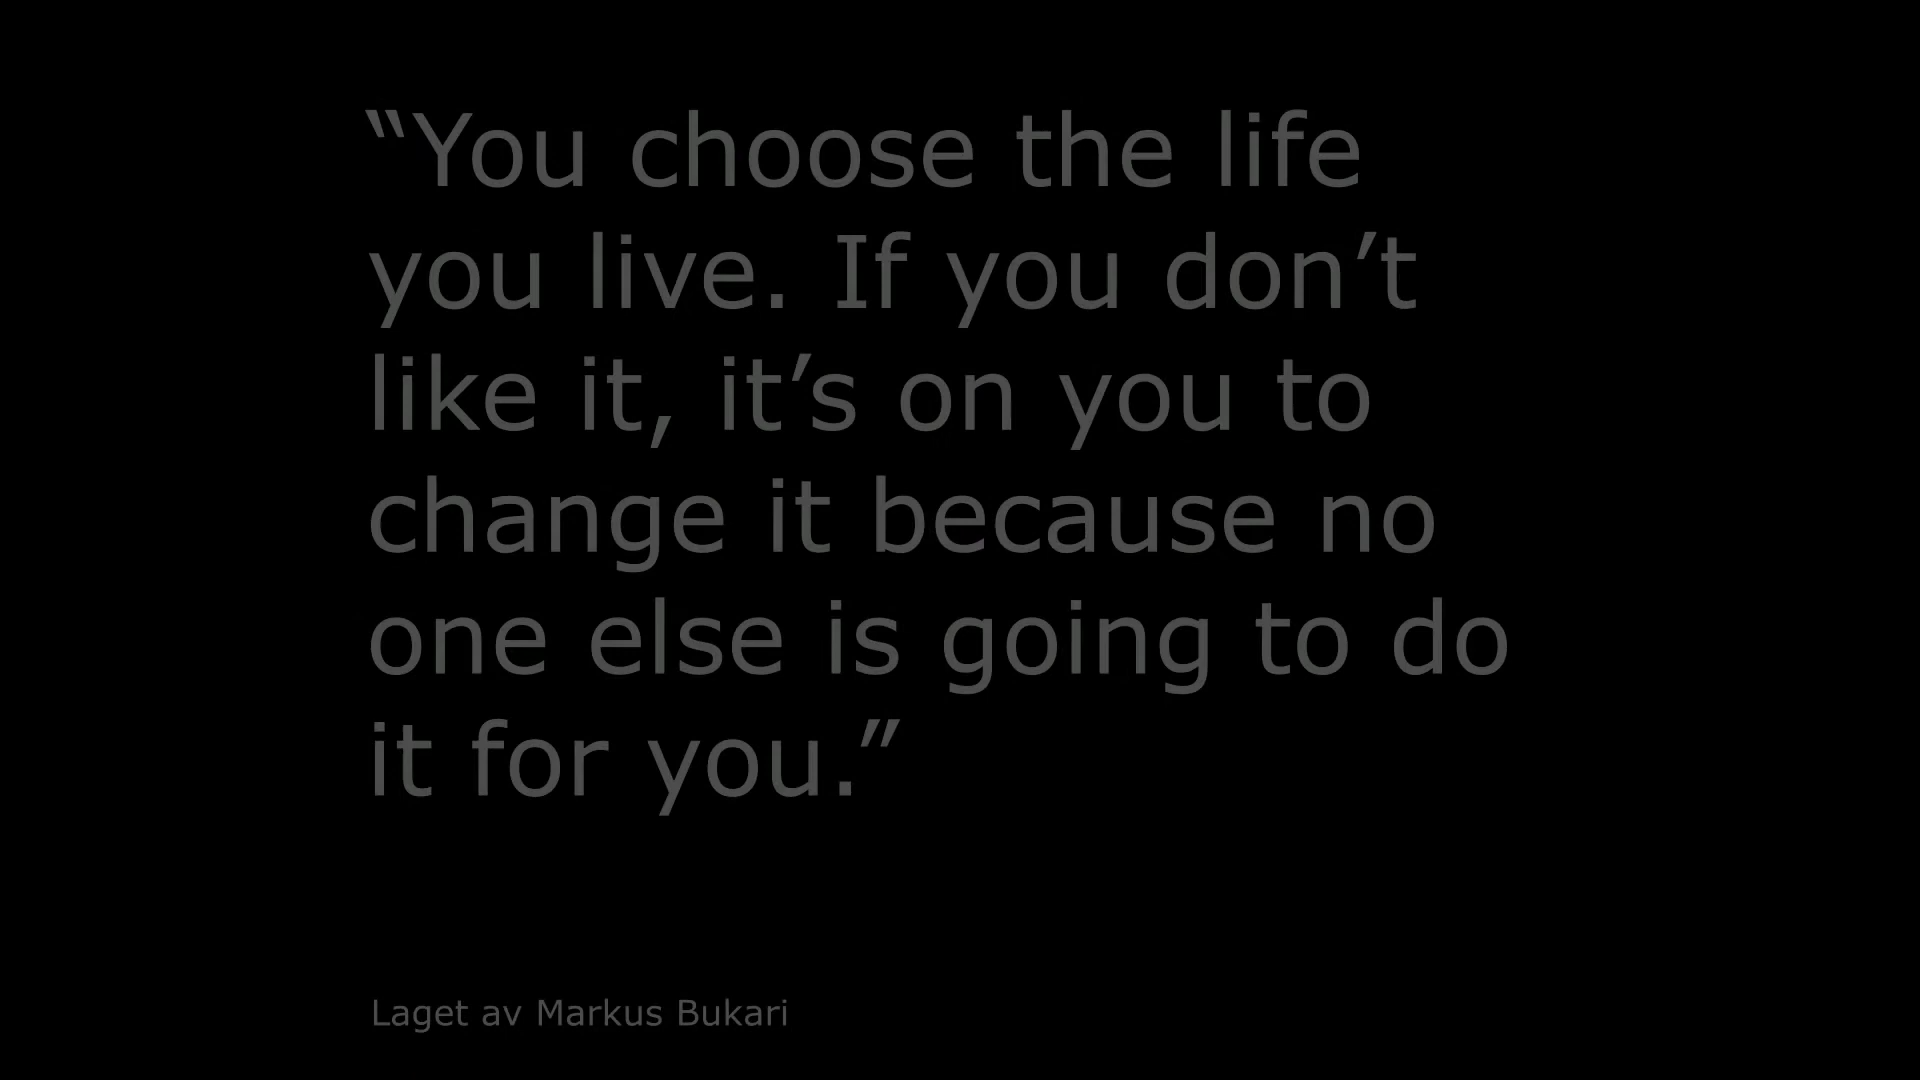 “You choose the life
you live. If you don’t
like it, it’s on you to
change it because no
one else is going to do
it for you.”
Laget av Markus Bukari